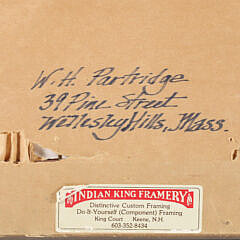 W.H. Partridge
39 Pine Street
Wellesley Hills, Mass.
INDIAN KING FRAMERY
Distinctive Custom Framing
Do-It-Yourself (Component) Framing
King Court Keene, N.H.
603-352-8434